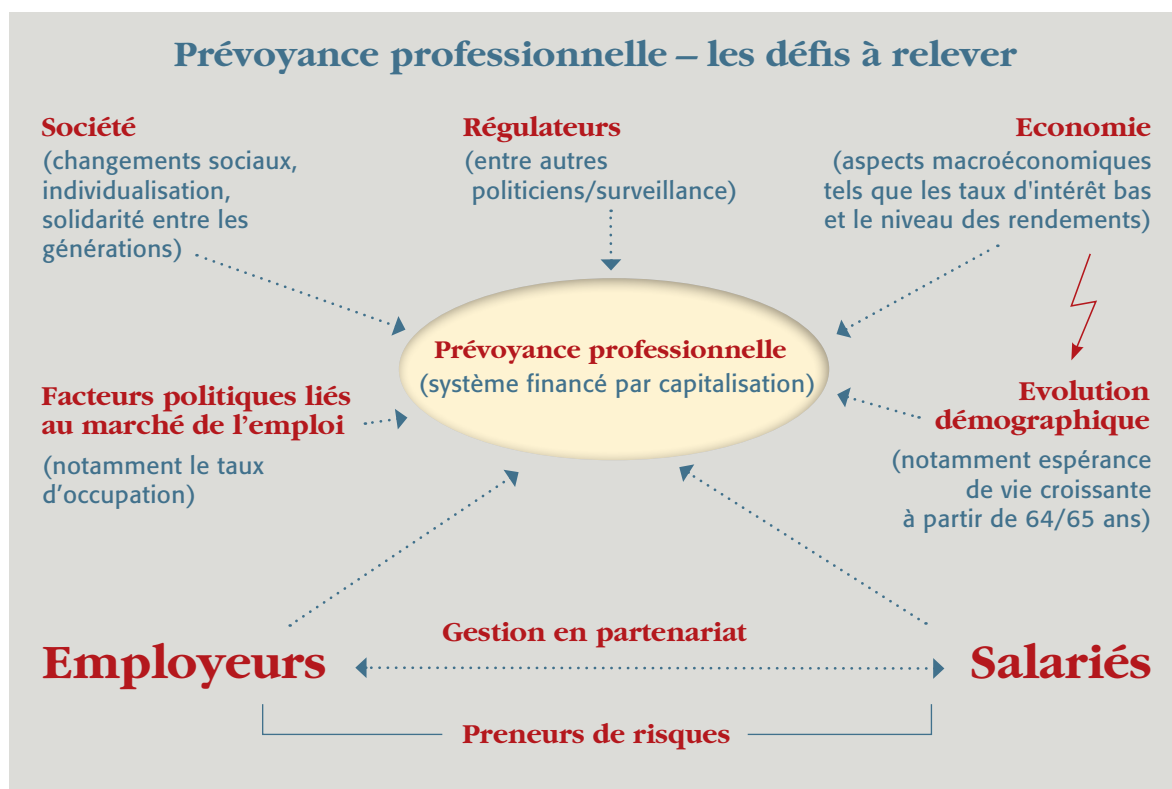 Prévoyance professionnelle – les défis à relever
Société
(changements sociaux,
individualisation,
solidarité entre les
générations)
Régulateurs
(entre autres
politiciens/surveillance)
Economie
(aspects macroéconomiques
tels que les taux d'intérêt bas
et le niveau des rendements)
Prévoyance professionnelle
(système financé par capitalisation)
Facteurs politiques liés
au marché de l’emploi
(notamment le taux
d’occupation)
Evolution
démographique
(notamment espérance
de vie croissante
à partir de 64/65 ans)
Gestion en partenariat
Employeurs
Salariés
Preneurs de risques